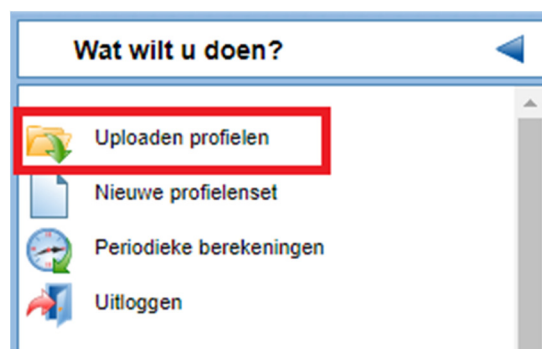 Wat wilt u doen?
Uploaden profielen
Nieuwe profielenset
Periodieke berekeningen
Uitloggen